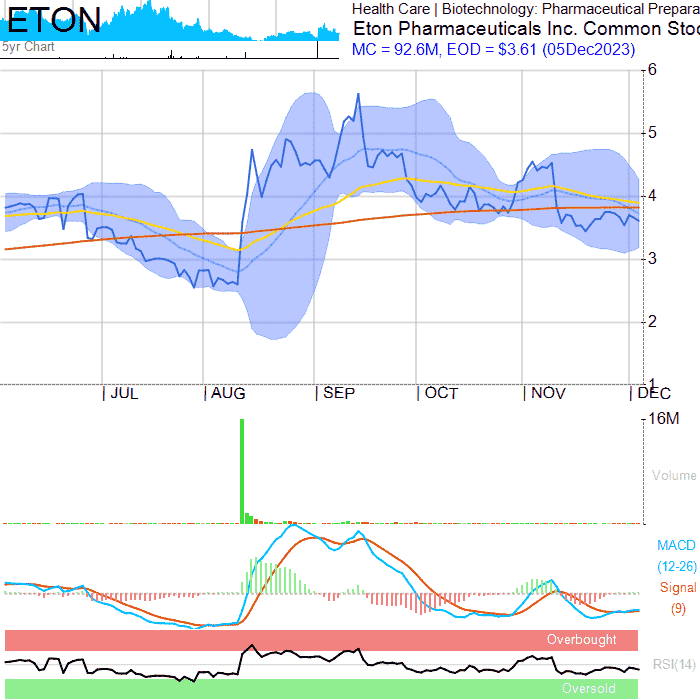 ETON
5yr Chart
Health Care | Biotechnology: Pharmaceutical Prepara
Eton Pharmaceuticals Inc. Common Stoc
MC = 92.6M, EOD = $3.61 (05Dec2023)
6
5
4
3
2
1
JUL AUG SEP OCT NOV DEC
16M
Volume
MACD
(12-26)
Signal
(9)
Overbought
RSI(14)
Oversold